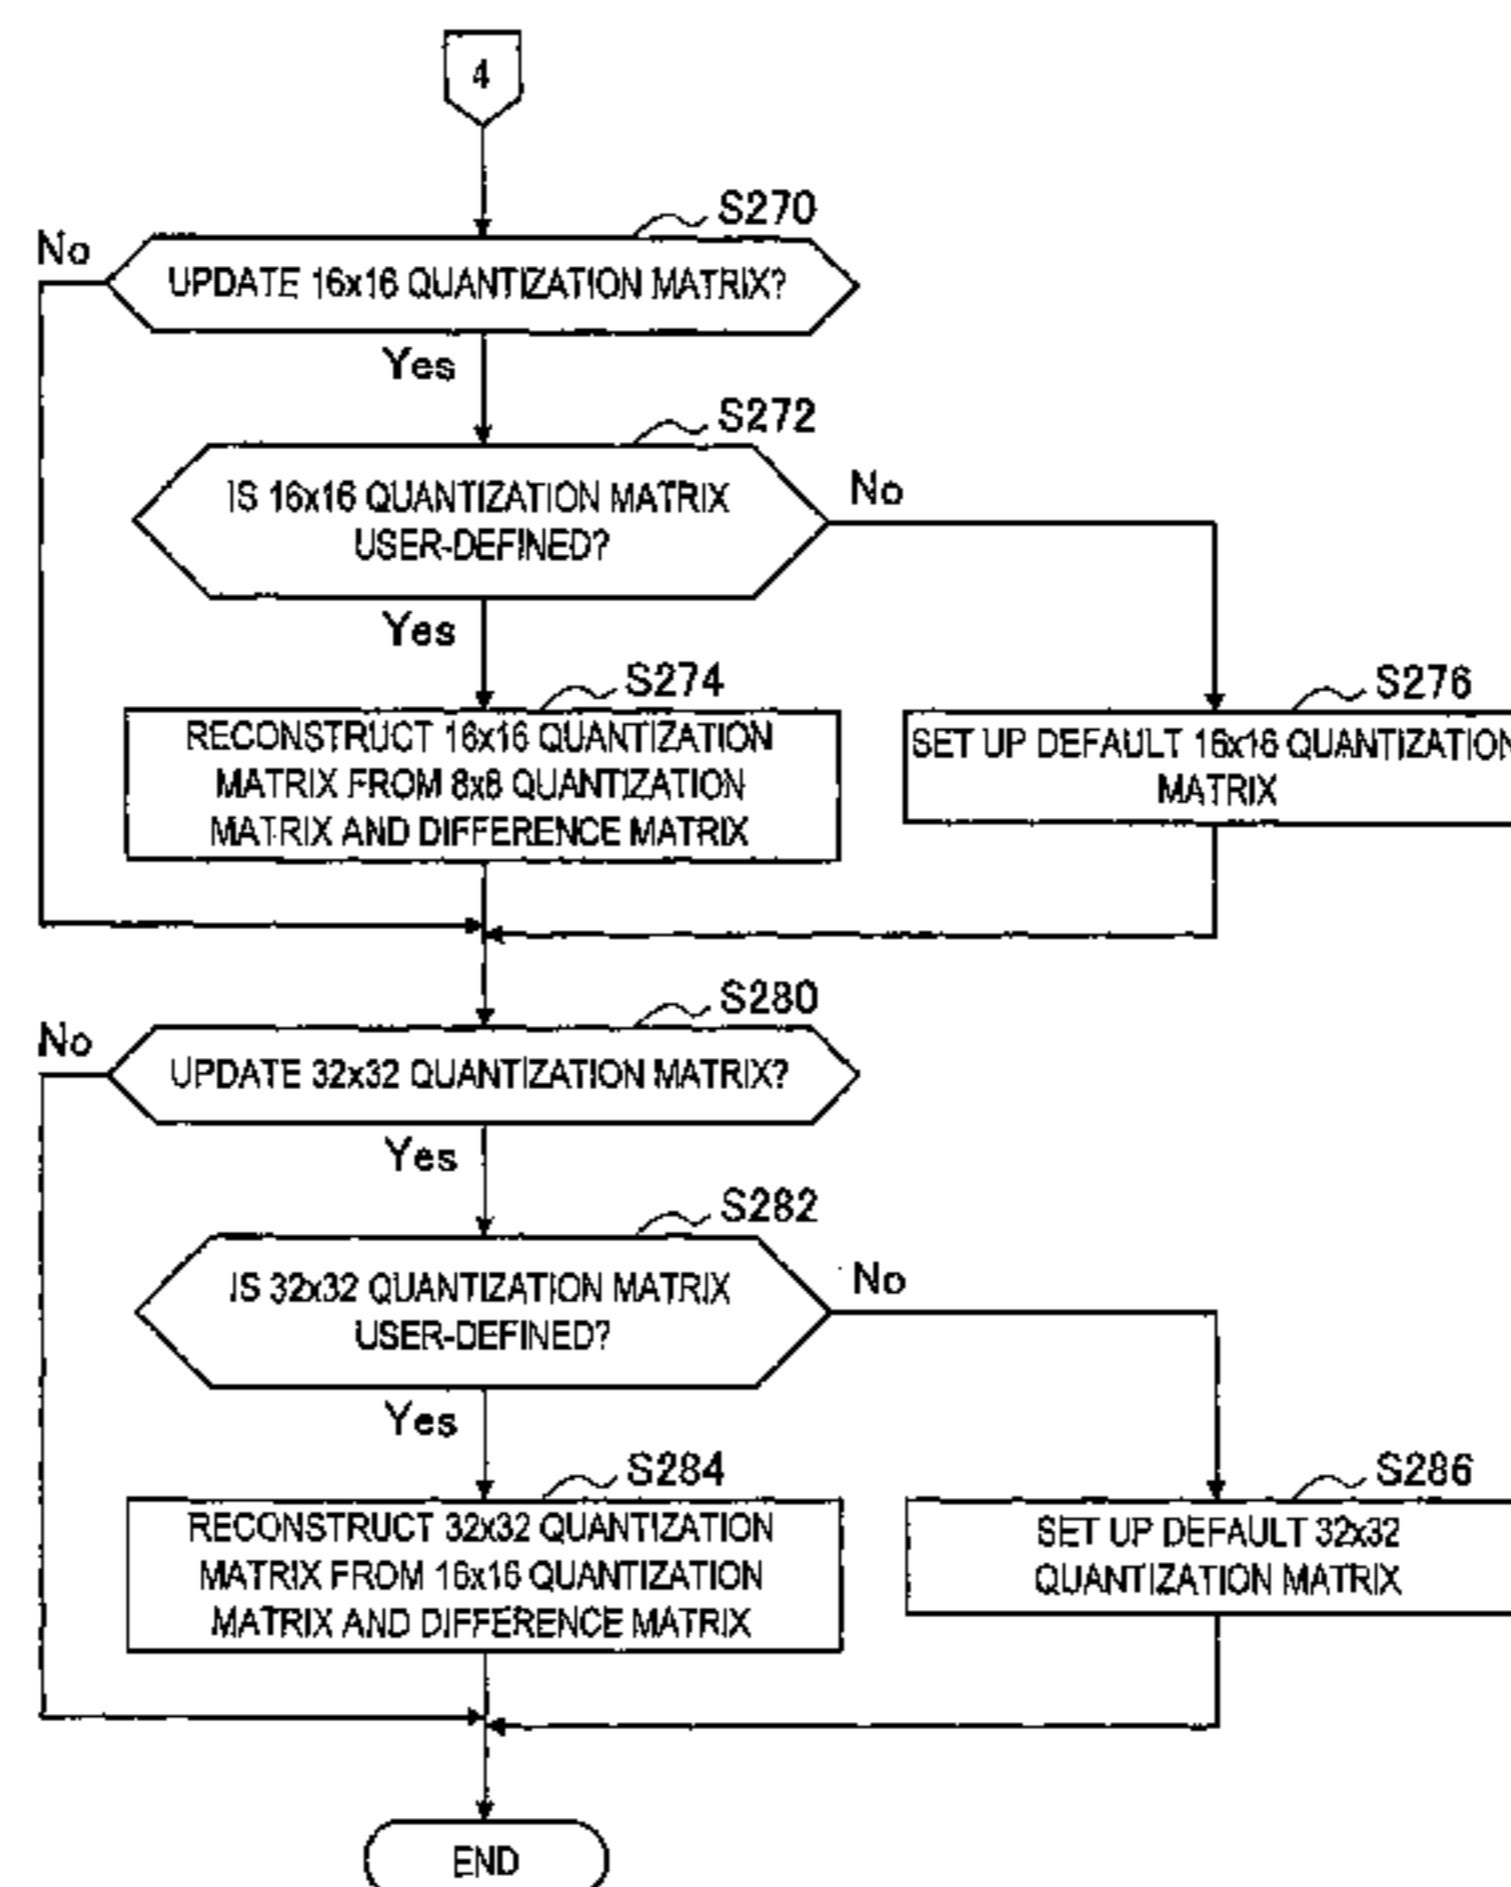 4
S270
No
UPDATE 16x16 QUANTIZATION MATRIX?
Yes
S272
IS 16x16 QUANTIZATION MATRIX
USER-DEFINED?
No
Yes
S274
RECONSTRUCT 16x16 QUANTIZATION
MATRIX FROM 8x8 QUANTIZATION
MATRIX AND DIFFERENCE MATRIX
S276
SET UP DEFAULT 16x16 QUANTIZATION
MATRIX
S280
No
UPDATE 32x32 QUANTIZATION MATRIX?
Yes
S282
IS 32x32 QUANTIZATION MATRIX
USER-DEFINED?
No
Yes
S284
RECONSTRUCT 32x32 QUANTIZATION
MATRIX FROM 16x16 QUANTIZATION
MATRIX AND DIFFERENCE MATRIX
S286
SET UP DEFAULT 32x32
QUANTIZATION MATRIX
END